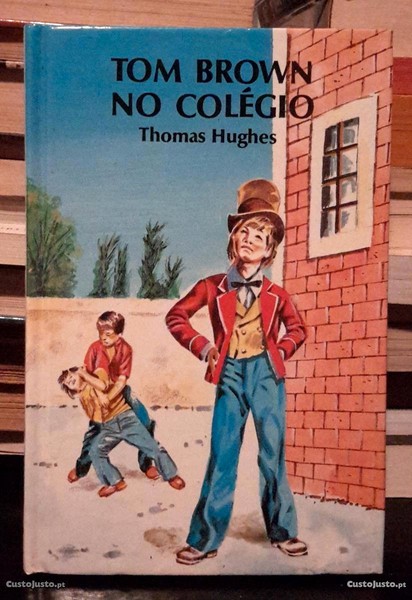 TOM BROWN
NO COLÉGIO
Thomas Hughes
CustoJusto.pt
CustoJusto.pt